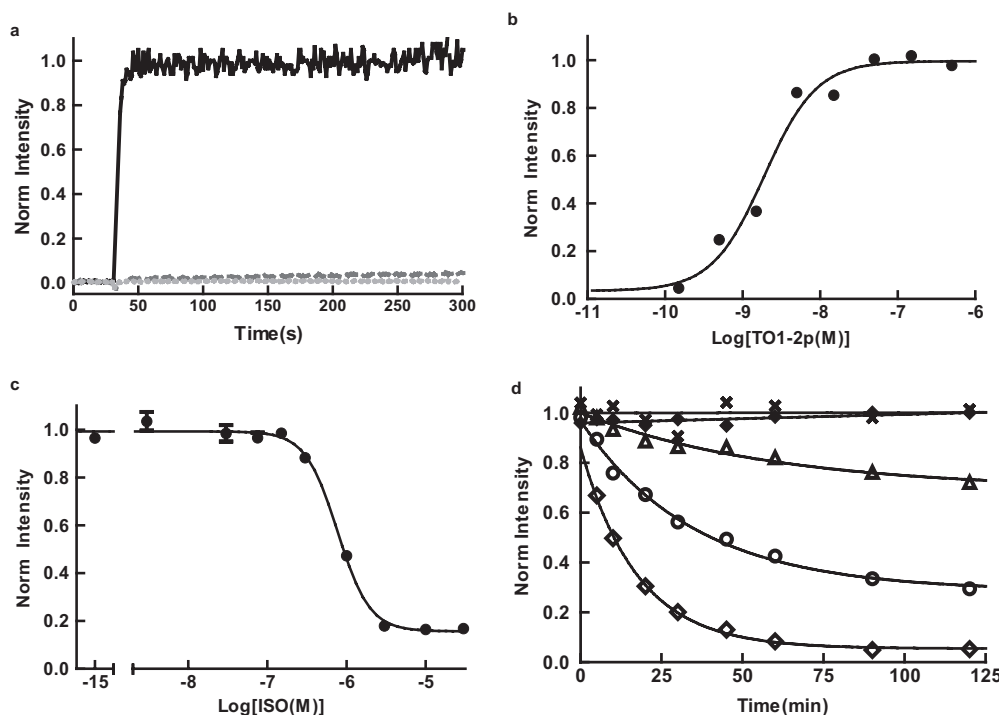 a
1.0
0.8
0.6
0.4
0.2
0.0
Norm Intensity
0 50 100 150 200 250 300
Time(s)
b
1.0
0.8
0.6
0.4
0.2
0.0
Norm Intensity
-11 -10 -9 -8 -7 -6
Log[TO1-2p(M)]
c
1.0
0.8
0.6
0.4
0.2
0.0
Norm Intensity
-15 -8 -7 -6 -5
Log[ISO(M)]
d
1.0
0.8
0.6
0.4
0.2
0.0
Norm Intensity
0 25 50 75 100 125
Time(min)